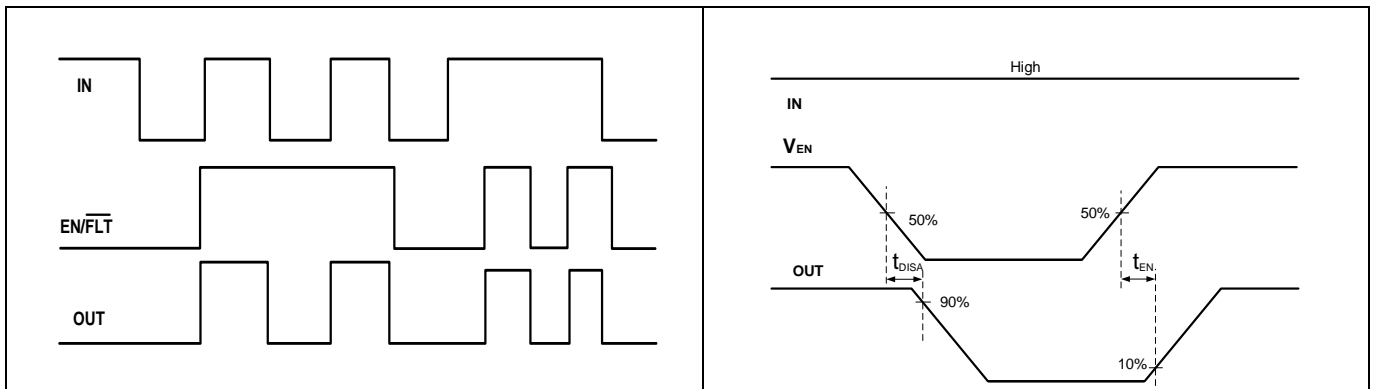 IN
EN/FLT
OUT
High
IN
VEN
50%
50%
OUT
tDISA
tEN.
90%
10%